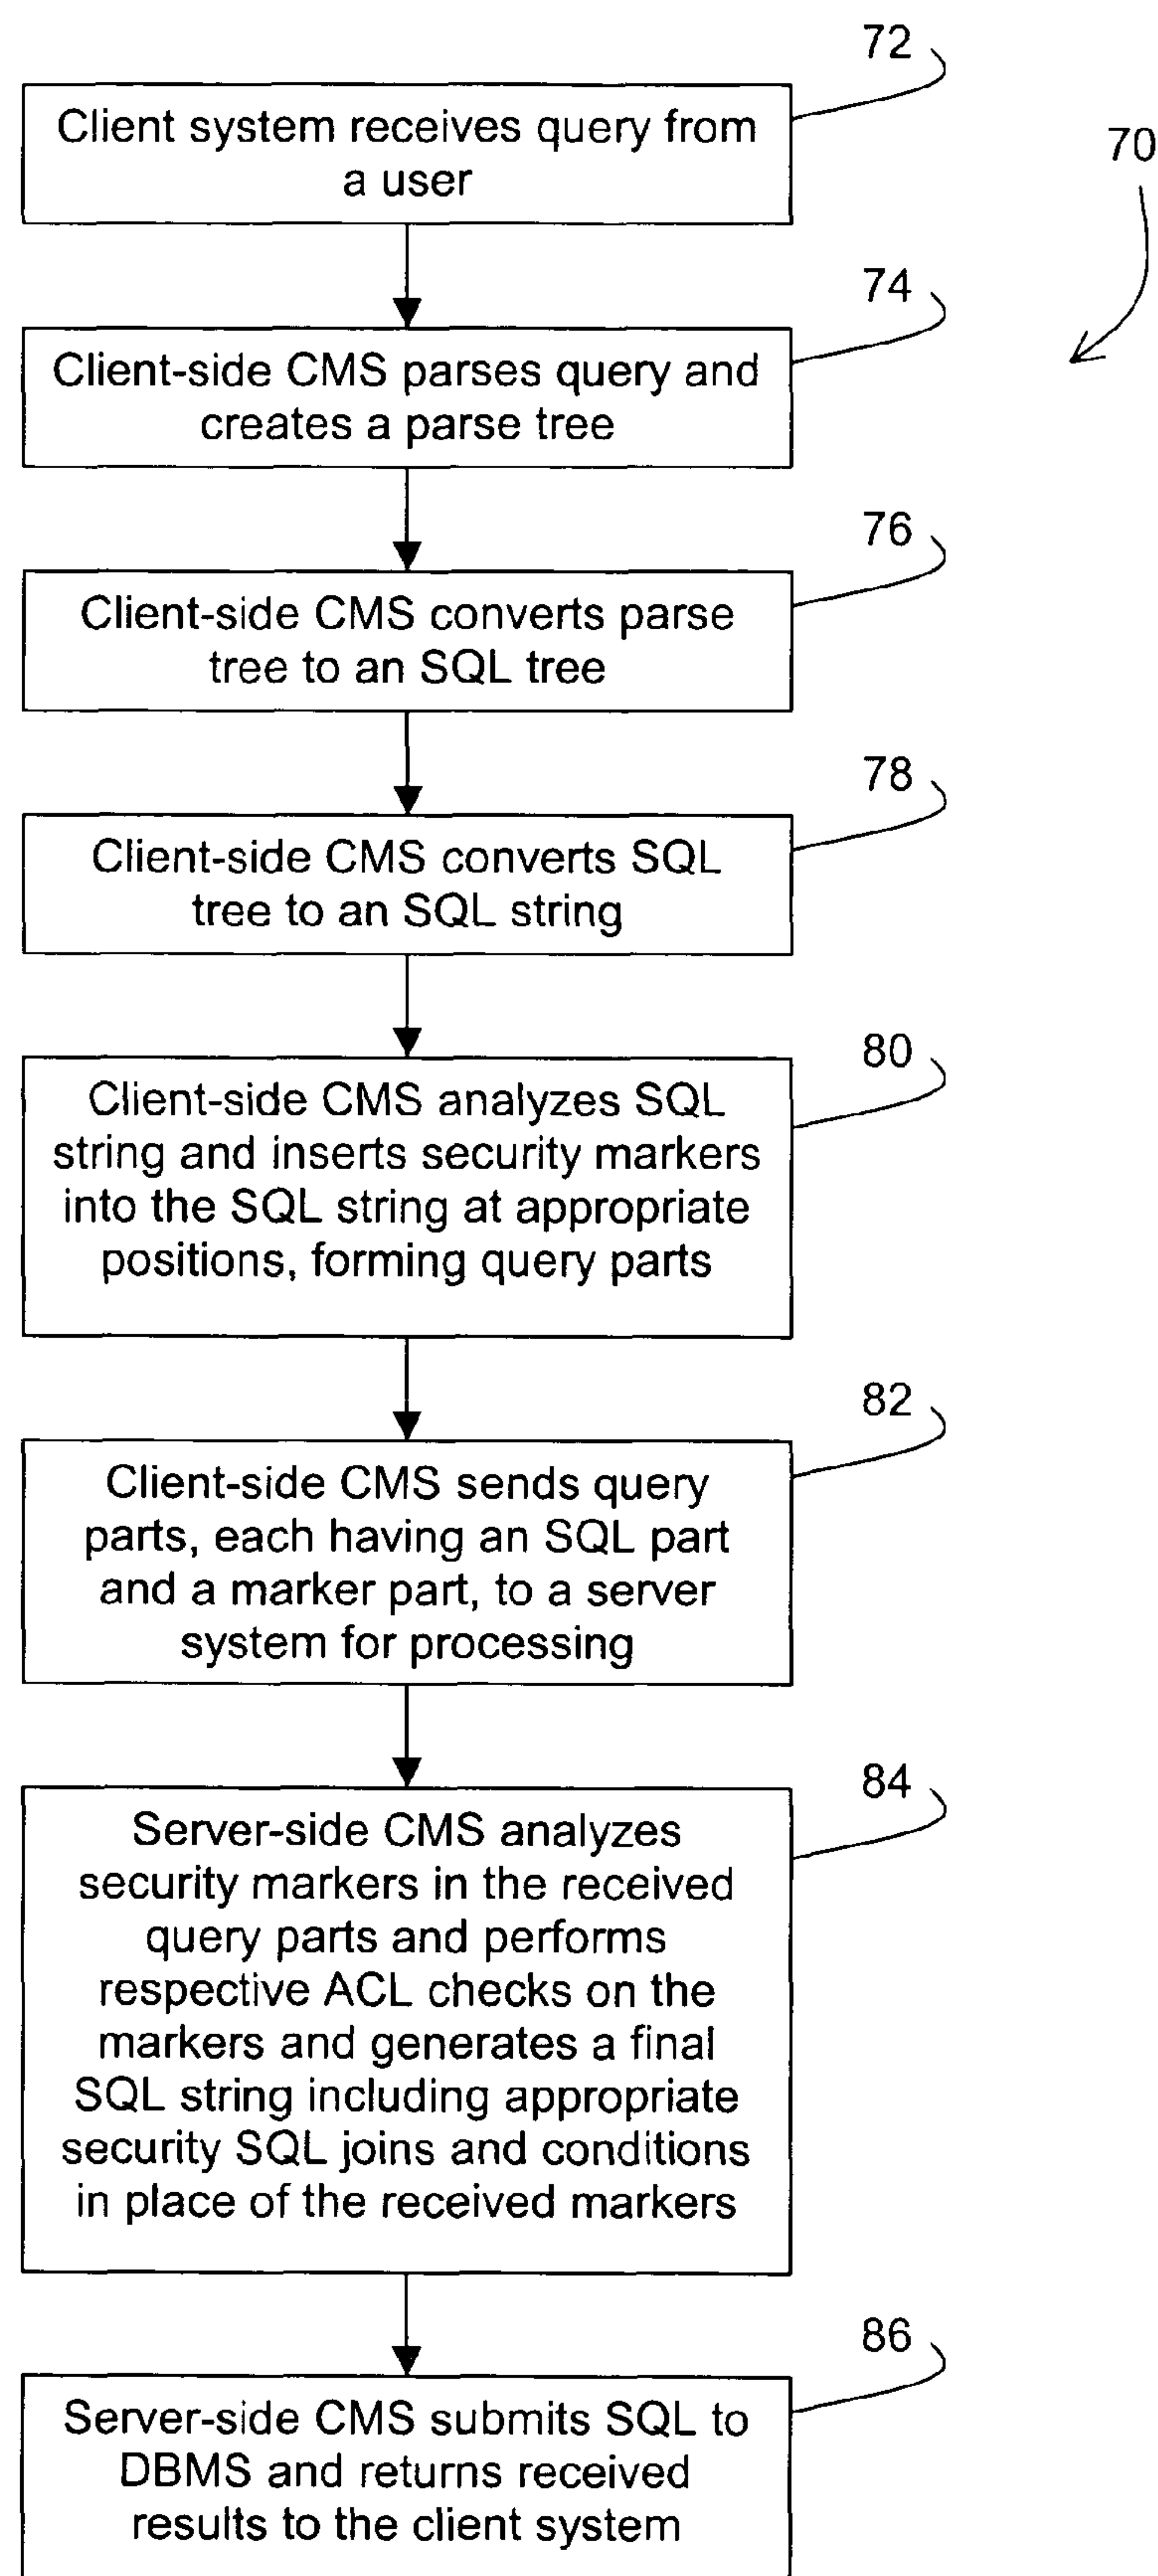 72
Client system receives query from
a user
70
74
Client-side CMS parses query and
creates a parse tree
76
Client-side CMS converts parse
tree to an SQL tree
78
Client-side CMS converts SQL
tree to an SQL string
80
Client-side CMS analyzes SQL
string and inserts security markers
into the SQL string at appropriate
positions, forming query parts
82
Client-side CMS sends query
parts, each having an SQL part
and a marker part, to a server
system for processing
84
Server-side CMS analyzes
security markers in the received
query parts and performs
respective ACL checks on the
markers and generates a final
SQL string including appropriate
security SQL joins and conditions
in place of the received markers
86
Server-side CMS submits SQL to
DBMS and returns received
results to the client system